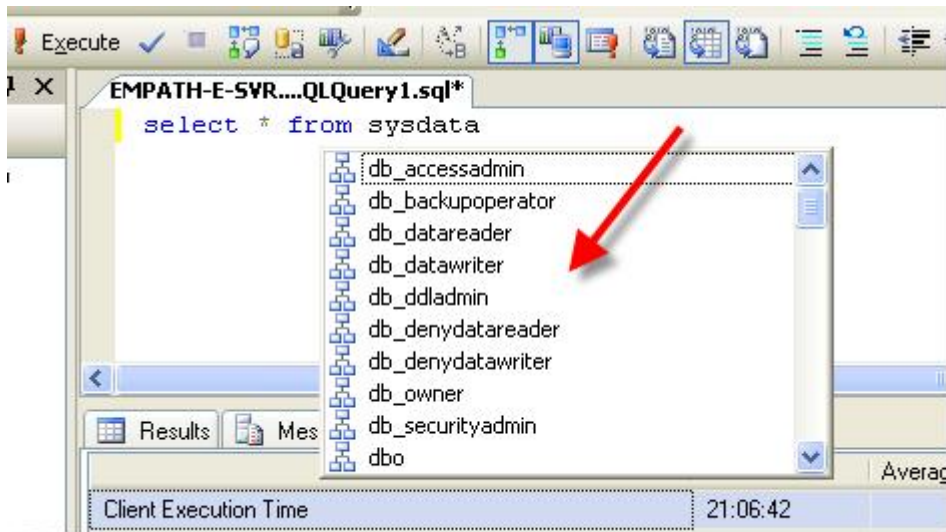 Execute
EMPATH-E-SVR....QLQuery1.sql*
select * from sysdata
db_accessadmin
db_backupoperator
db_datareader
db_datawriter
db_ddladmin
db_denydatareader
db_denydatawriter
db_owner
db_securityadmin
dbo
Results Mes
Averag
Client Execution Time 21:06:42